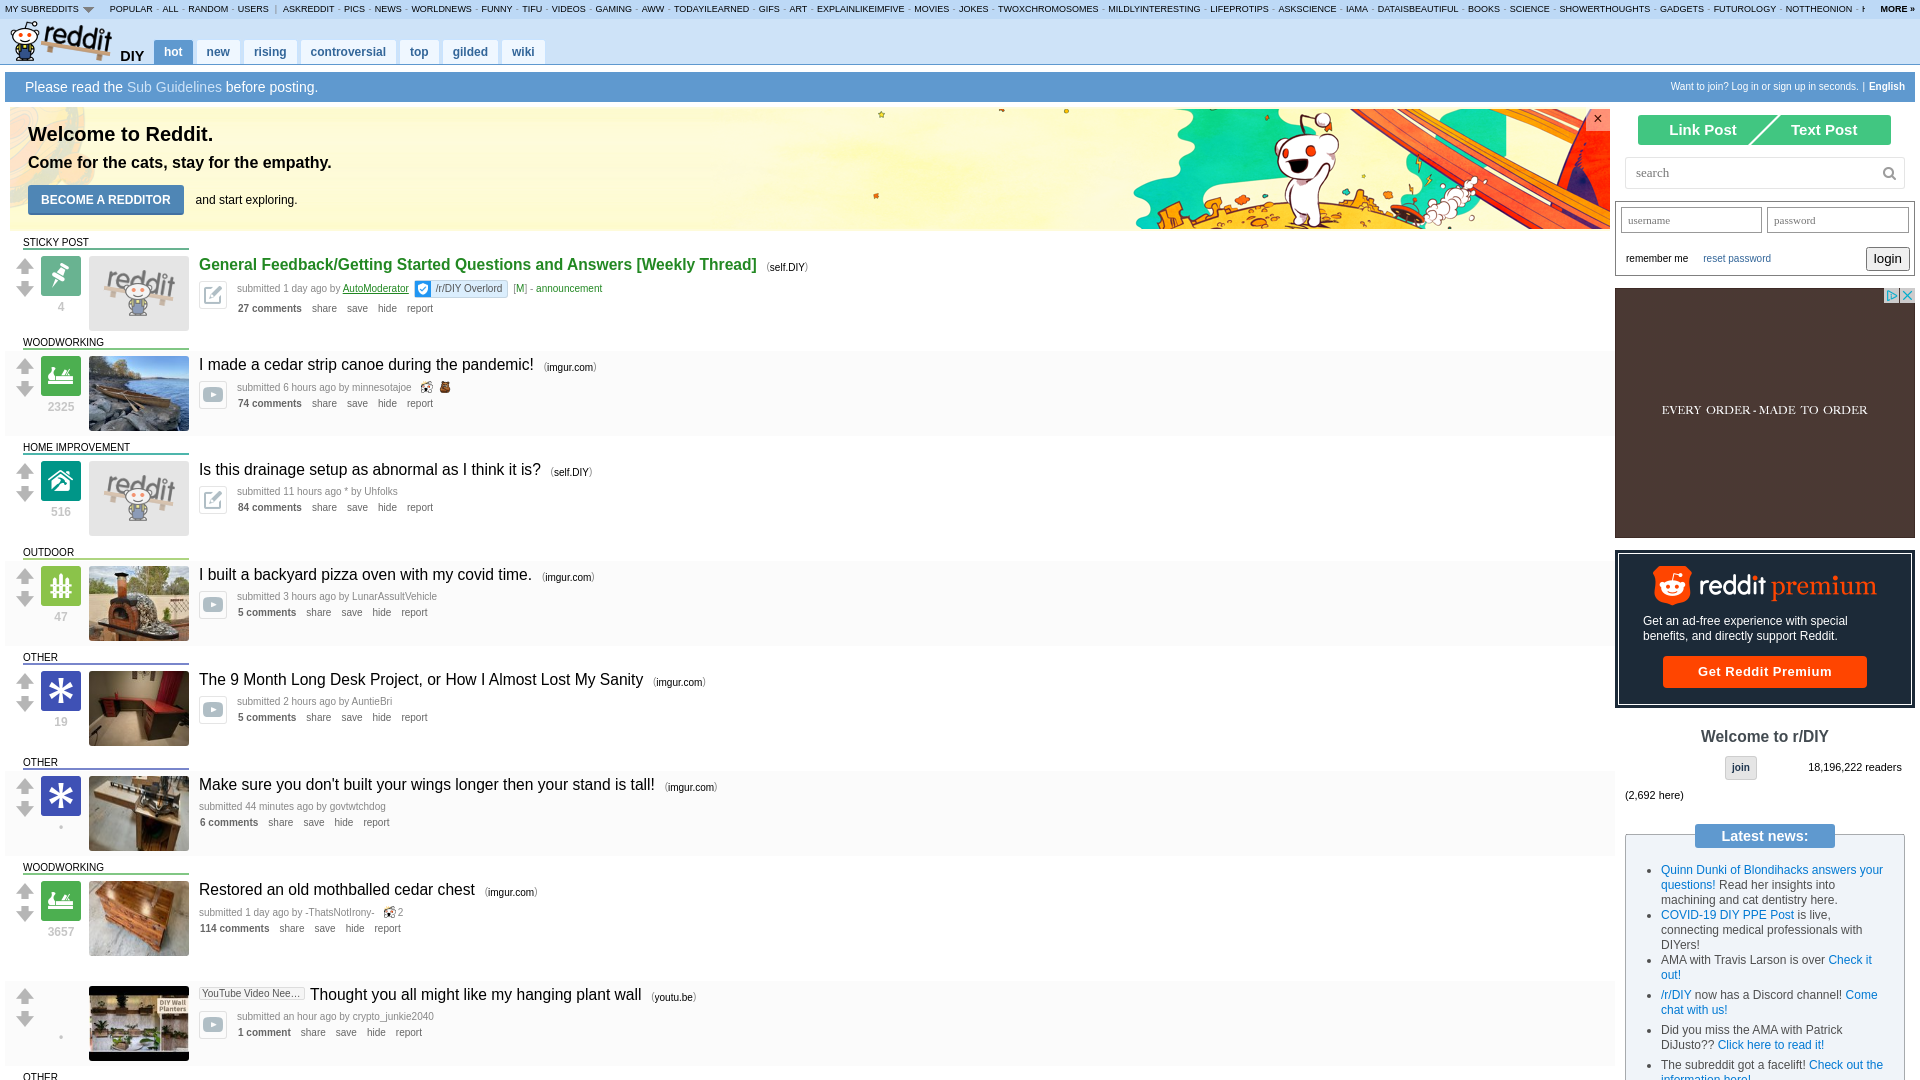 MY SUBREDDITS POPULAR - ALL - RANDOM - USERS | ASKREDDIT - PICS - NEWS - WORLDNEWS - FUNNY - TIFU - VIDEOS - GAMING - AWW - TODAYILEARNED - GIFS - ART - EXPLAINLIKEIMFIVE - MOVIES - JOKES - TWOXCHROMOSOMES - MILDLYINTERESTING - LIFEPROTIPS - ASKSCIENCE - IAMA - DATAISBEAUTIFUL - BOOKS - SCIENCE - SHOWERTHOUGHTS - GADGETS - FUTUROLOGY - NOTTHEONION - MORE »
reddit DIY hot new rising controversial top gilded wiki
Please read the Sub Guidelines before posting.
Want to join? Log in or sign up in seconds. | English
Welcome to Reddit.
Come for the cats, stay for the empathy.
BECOME A REDDITOR and start exploring.
×
STICKY POST
4
reddit
General Feedback/Getting Started Questions and Answers [Weekly Thread] (self.DIY)
submitted 1 day ago by AutoModerator /r/DIY Overlord [M] - announcement
27 comments share save hide report
WOODWORKING
2325
I made a cedar strip canoe during the pandemic! (imgur.com)
submitted 6 hours ago by minnesotajoe
74 comments share save hide report
HOME IMPROVEMENT
516
reddit
Is this drainage setup as abnormal as I think it is? (self.DIY)
submitted 11 hours ago * by Uhfolks
84 comments share save hide report
OUTDOOR
47
I built a backyard pizza oven with my covid time. (imgur.com)
submitted 3 hours ago by LunarAssultVehicle
5 comments share save hide report
OTHER
19
The 9 Month Long Desk Project, or How I Almost Lost My Sanity (imgur.com)
submitted 2 hours ago by AuntieBri
5 comments share save hide report
OTHER
•
Make sure you don't built your wings longer then your stand is tall! (imgur.com)
submitted 44 minutes ago by govtwtchdog
6 comments share save hide report
WOODWORKING
3657
Restored an old mothballed cedar chest (imgur.com)
submitted 1 day ago by -ThatsNotIrony- 2
114 comments share save hide report
•
DIY Wall
Planters
YouTube Video Nee… Thought you all might like my hanging plant wall (youtu.be)
submitted an hour ago by crypto_junkie2040
1 comment share save hide report
OTHER
Link Post Text Post
search
username password
remember me reset password login
EVERY ORDER - MADE TO ORDER
reddit premium
Get an ad-free experience with special
benefits, and directly support Reddit.
Get Reddit Premium
Welcome to r/DIY
join 18,196,222 readers
(2,692 here)
Latest news:
Quinn Dunki of Blondihacks answers your
questions! Read her insights into
machining and cat dentistry here.
COVID-19 DIY PPE Post is live,
connecting medical professionals with
DIYers!
AMA with Travis Larson is over Check it
out!
/r/DIY now has a Discord channel! Come
chat with us!
Did you miss the AMA with Patrick
DiJusto?? Click here to read it!
The subreddit got a facelift! Check out the
information here!